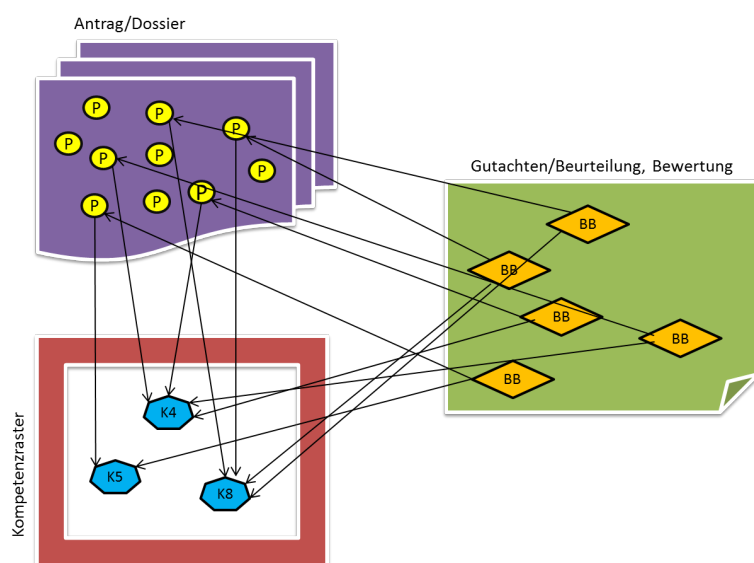 Antrag/Dossier
P
P
P
P
P
P
P
P
P
P
Gutachten/Beurteilung, Bewertung
BB
BB
BB
BB
BB
Kompetenzraster
K4
K5
K8